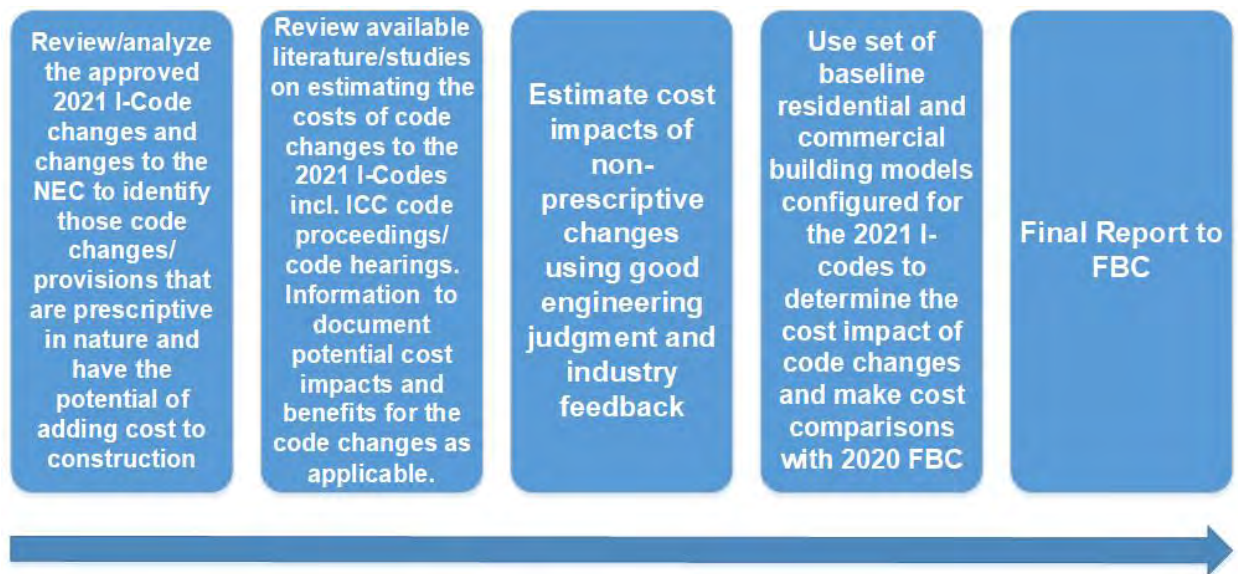 Review/analyze
the approved
2021 I-Code
changes and
changes to the
NEC to identify
those code
changes/
provisions that
are prescriptive
in nature and
have the
potential of
adding cost to
construction
Review available
literature/studies
on estimating the
costs of code
changes to the
2021 I-Codes
incl. ICC code
proceedings/
code hearings.
Information to
document
potential cost
impacts and
benefits for the
code changes as
applicable.
Estimate cost
impacts of
non-
prescriptive
changes
using good
engineering
judgment and
industry
feedback
Use set of
baseline
residential and
commercial
building models
configured for
the 2021 I-
codes to
determine the
cost impact of
code changes
and make cost
comparisons
with 2020 FBC
Final Report to
FBC